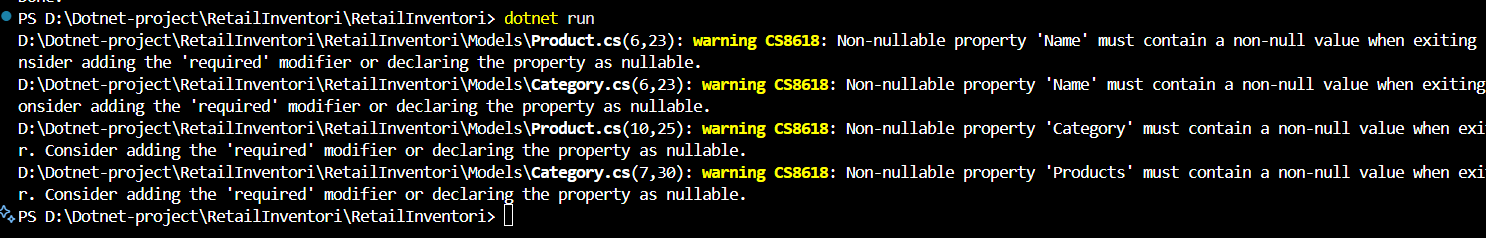 Done.
PS D:\Dotnet-project\RetailInventori\RetailInventori> dotnet run
D:\Dotnet-project\RetailInventori\RetailInventori\Models\Product.cs(6,23): warning CS8618: Non-nullable property 'Name' must contain a non-null value when exiting
nsider adding the 'required' modifier or declaring the property as nullable.
D:\Dotnet-project\RetailInventori\RetailInventori\Models\Category.cs(6,23): warning CS8618: Non-nullable property 'Name' must contain a non-null value when exiting
onsider adding the 'required' modifier or declaring the property as nullable.
D:\Dotnet-project\RetailInventori\RetailInventori\Models\Product.cs(10,25): warning CS8618: Non-nullable property 'Category' must contain a non-null value when exi
r. Consider adding the 'required' modifier or declaring the property as nullable.
D:\Dotnet-project\RetailInventori\RetailInventori\Models\Category.cs(7,30): warning CS8618: Non-nullable property 'Products' must contain a non-null value when exi
r. Consider adding the 'required' modifier or declaring the property as nullable.
PS D:\Dotnet-project\RetailInventori\RetailInventori>